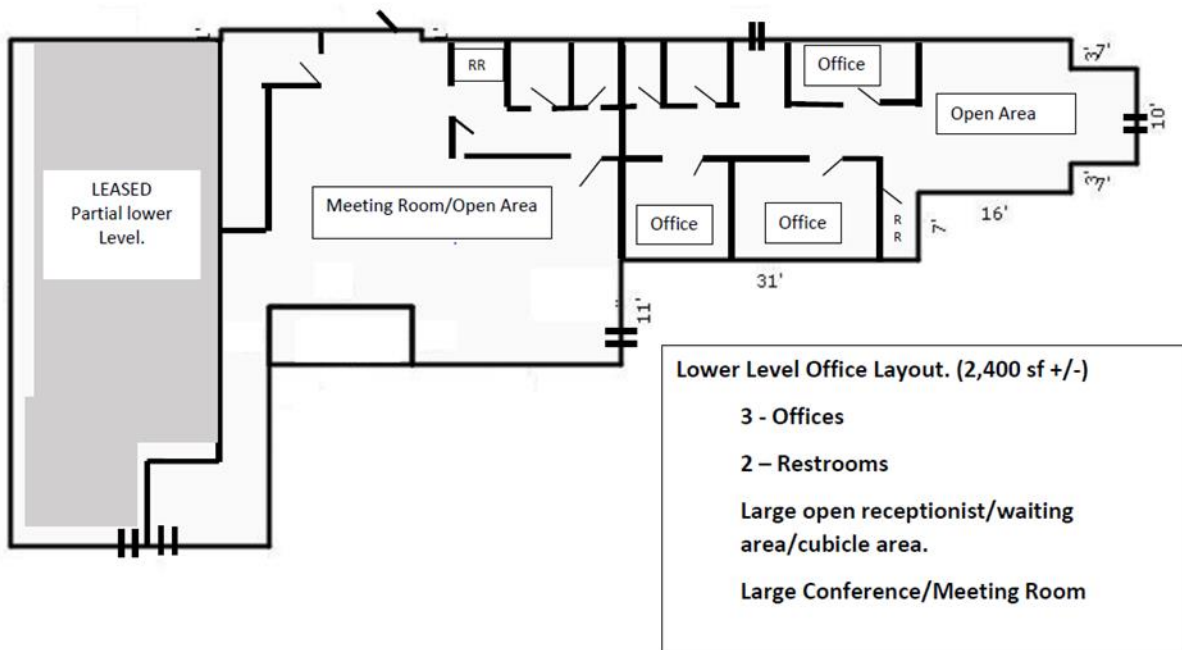 1'
1'
RR
Office
3'7'
Open Area
10'
LEASED
Partial lower
Level.
Meeting Room/Open Area
3'7'
Office
Office
R
R
7'
16'
31'
11'
Lower Level Office Layout. (2,400 sf +/-)
3 - Offices
2 – Restrooms
Large open receptionist/waiting
area/cubicle area.
Large Conference/Meeting Room